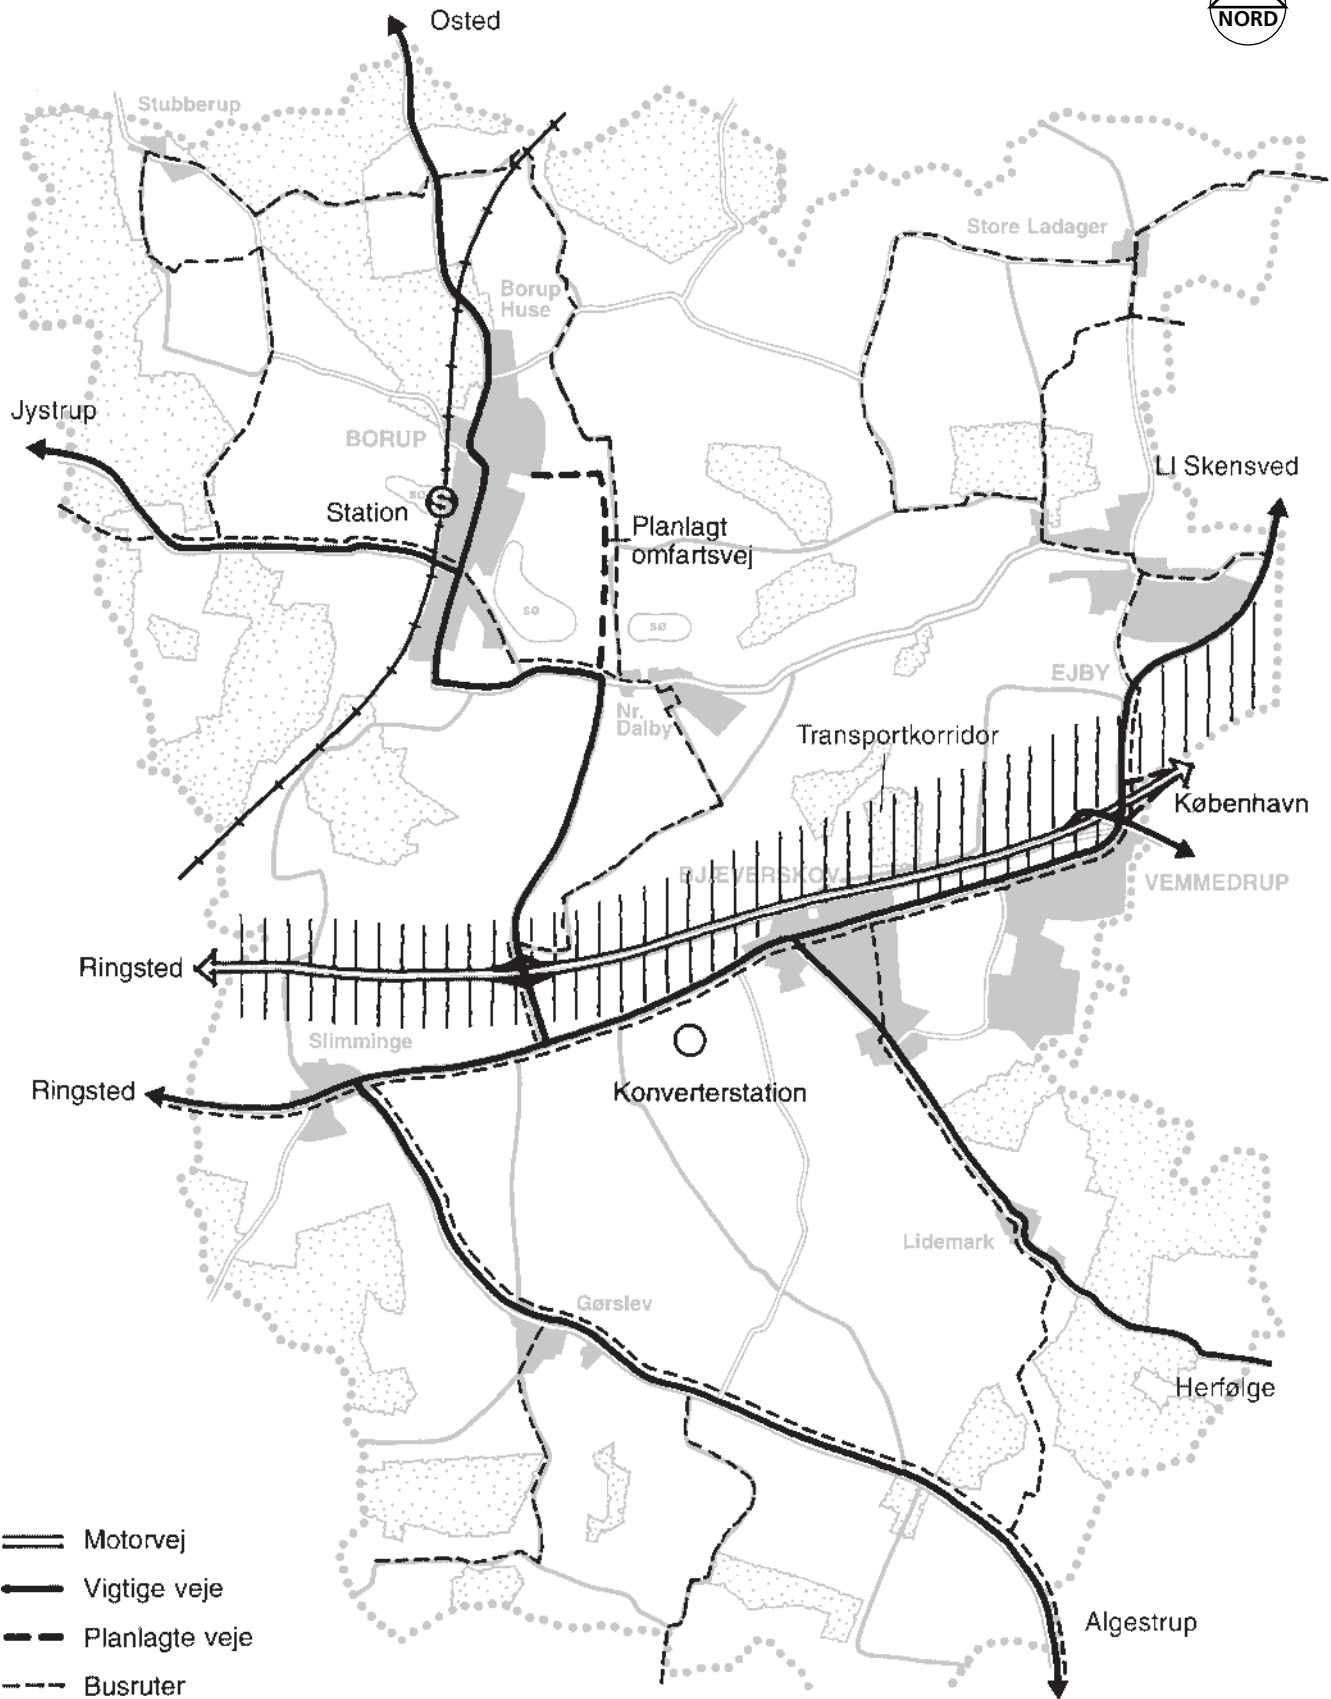 Osted
NORD
Stubberup
Store Ladager
Borup
Huse
Jystrup
BORUP
Ll Skensved
sø
S
Station
Planlagt
omfartsvej
sø
sø
EJBY
Nr.
Dalby
Transportkorridor
København
BJÆVERSKOV
VEMMEDRUP
Ringsted
Slimminge
Ringsted
Konverterstation
Lidemark
Gørslev
Herfølge
Motorvej
Vigtige veje
Algestrup
Planlagte veje
Busruter